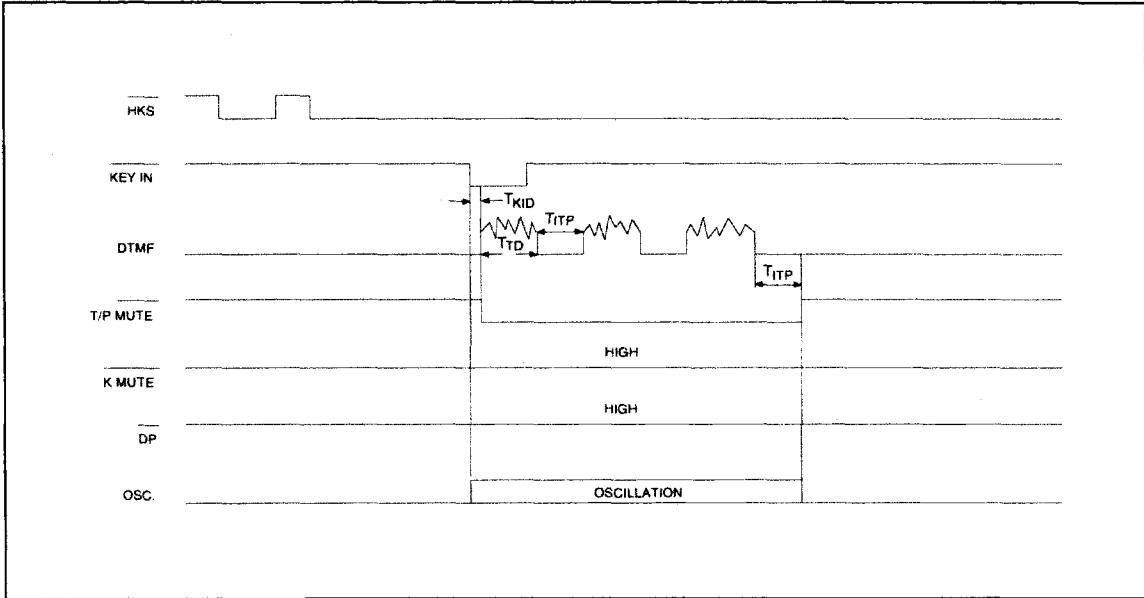 HKS
KEY IN
TKID
TITP
TTD
DTMF
TITP
T/P MUTE
HIGH
K MUTE
HIGH
DP
OSCILLATION
OSC.